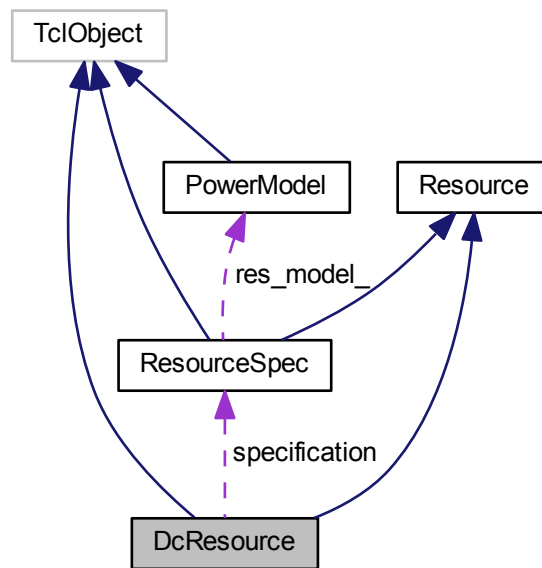 TclObject
PowerModel
Resource
res_model_
ResourceSpec
specification
DcResource